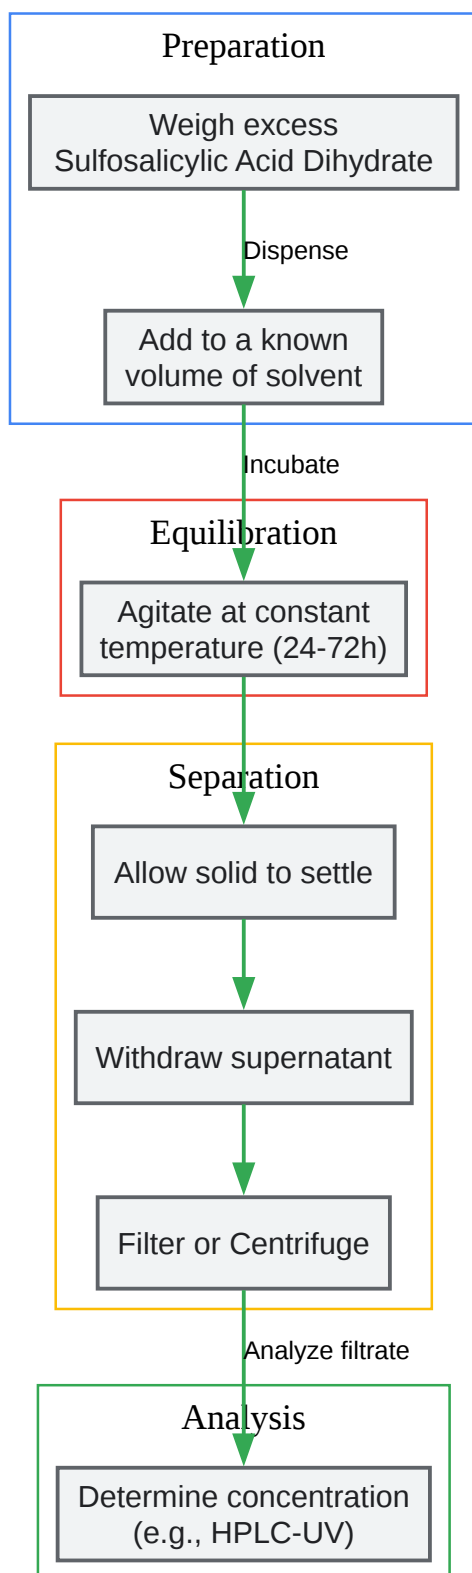 Preparation
Weigh excess
Sulfosalicylic Acid Dihydrate
Dispense
Add to a known
volume of solvent
Incubate
Equilibration
Agitate at constant
temperature (24-72h)
Separation
Allow solid to settle
Withdraw supernatant
Filter or Centrifuge
Analyze filtrate
Analysis
Determine concentration
(e.g., HPLC-UV)